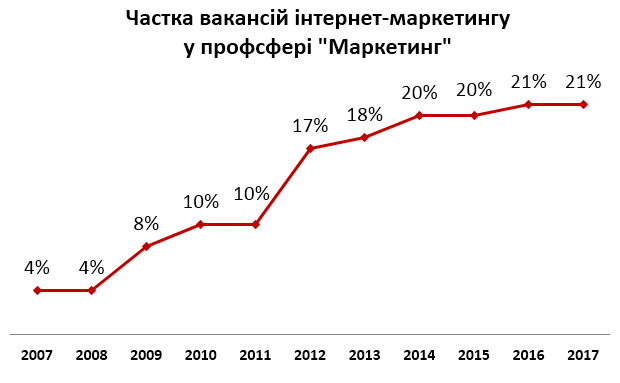 Частка вакансій інтернет-маркетингу
у профсфері "Маркетинг"
4% 4% 8% 10% 10% 17% 18% 20% 20% 21% 21%
2007 2008 2009 2010 2011 2012 2013 2014 2015 2016 2017